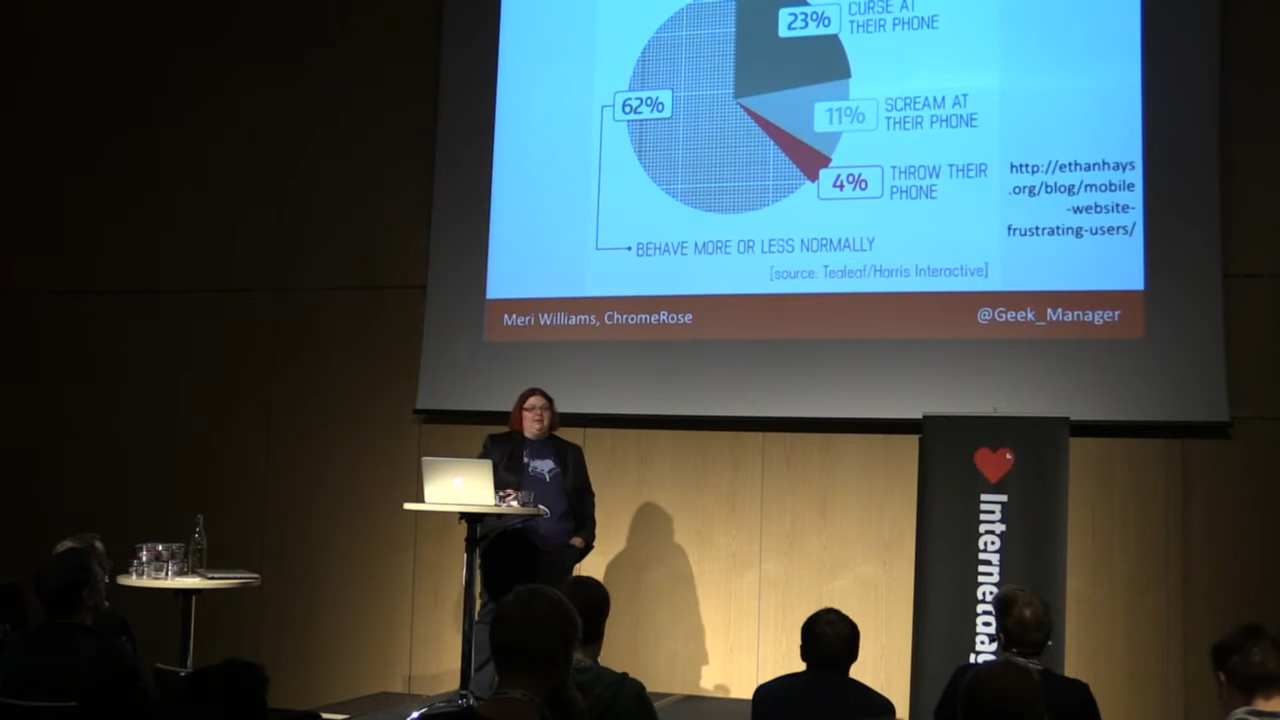 23%
CURSE AT
THEIR PHONE
62%
11%
SCREAM AT
THEIR PHONE
4%
THROW THEIR
PHONE
http://ethanhays
.org/blog/mobile
-website-
frustrating-users/
BEHAVE MORE OR LESS NORMALLY
[source: Tealeaf/Harris Interactive]
Meri Williams, ChromeRose
@Geek_Manager
Internetdag